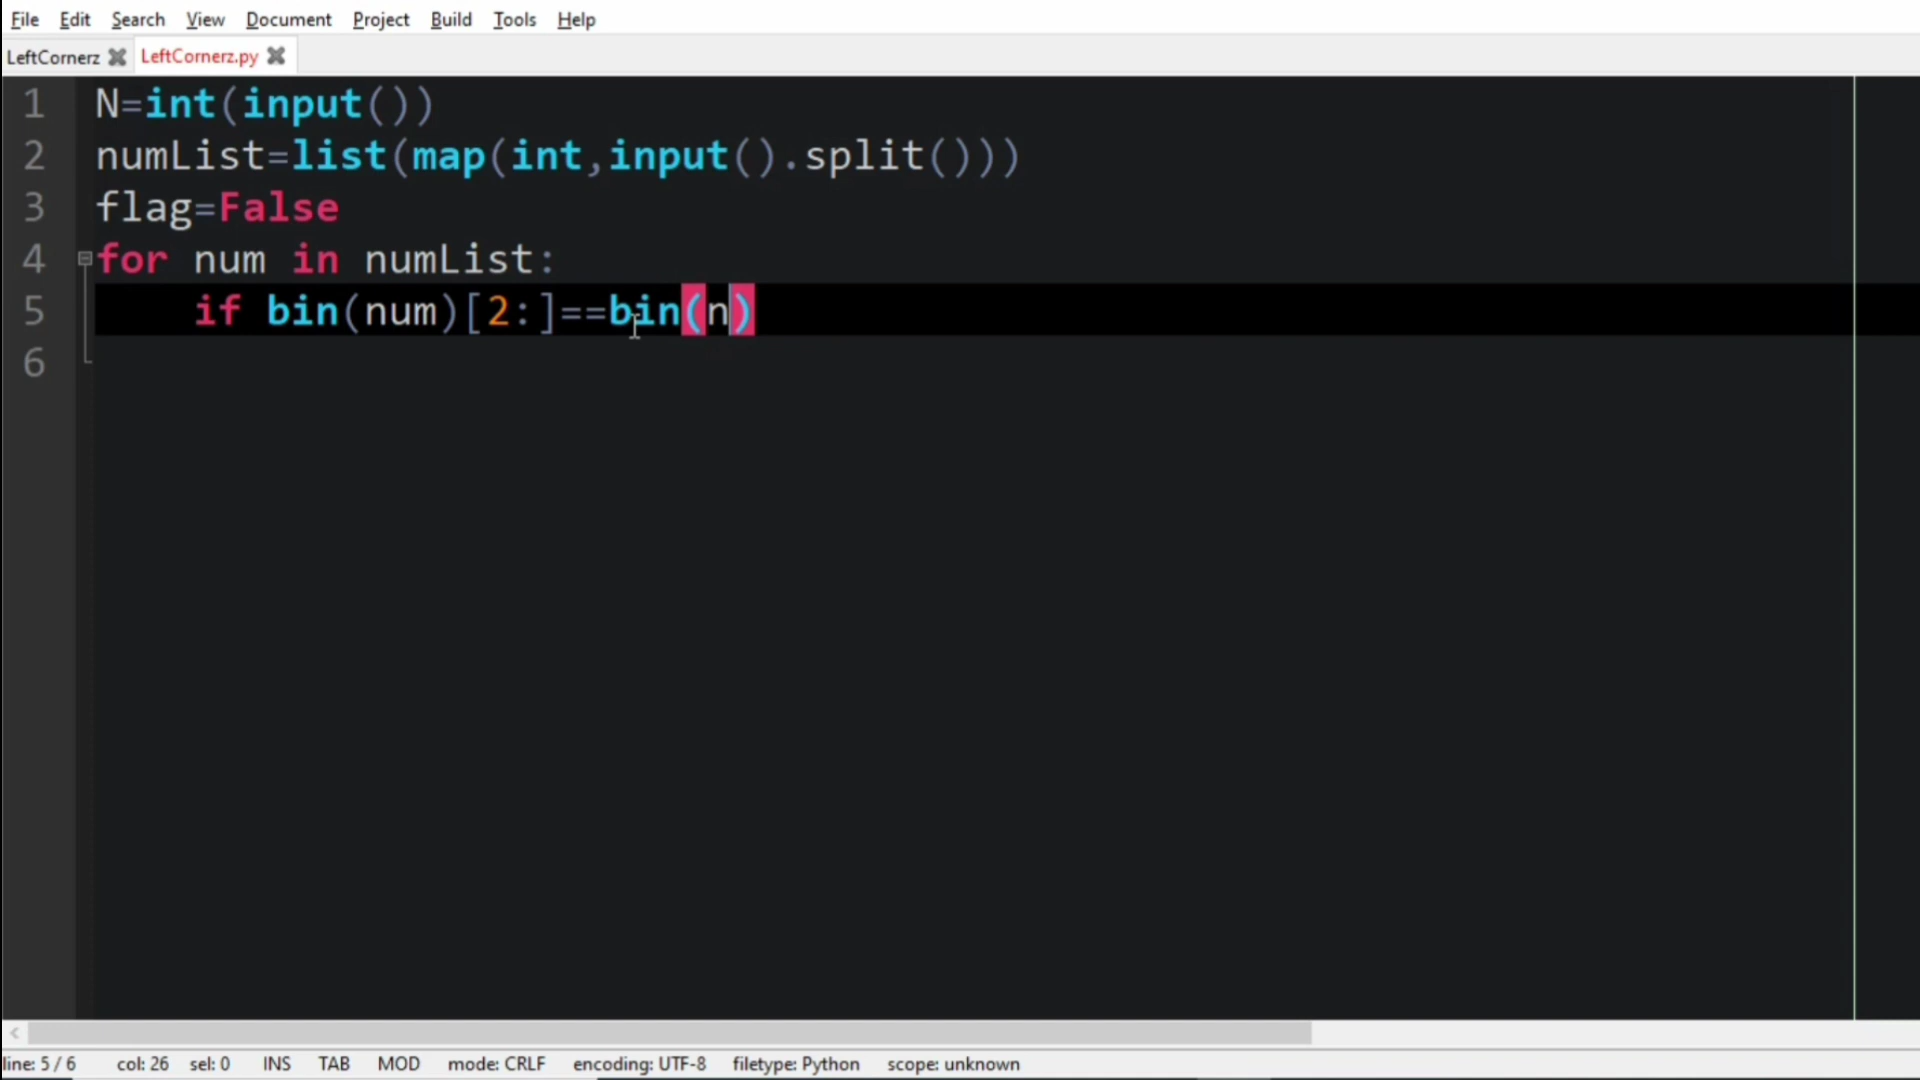 File Edit Search View Document Project Build Tools Help
LeftCornerz LeftCornerz.py
1 N=int(input())
2 numList=list(map(int,input().split()))
3 flag=False
4 for num in numList:
5 if bin(num)[2:]==bin(n)
6
line: 5 / 6 col: 26 sel: 0 INS TAB MOD mode: CRLF encoding: UTF-8 filetype: Python scope: unknown